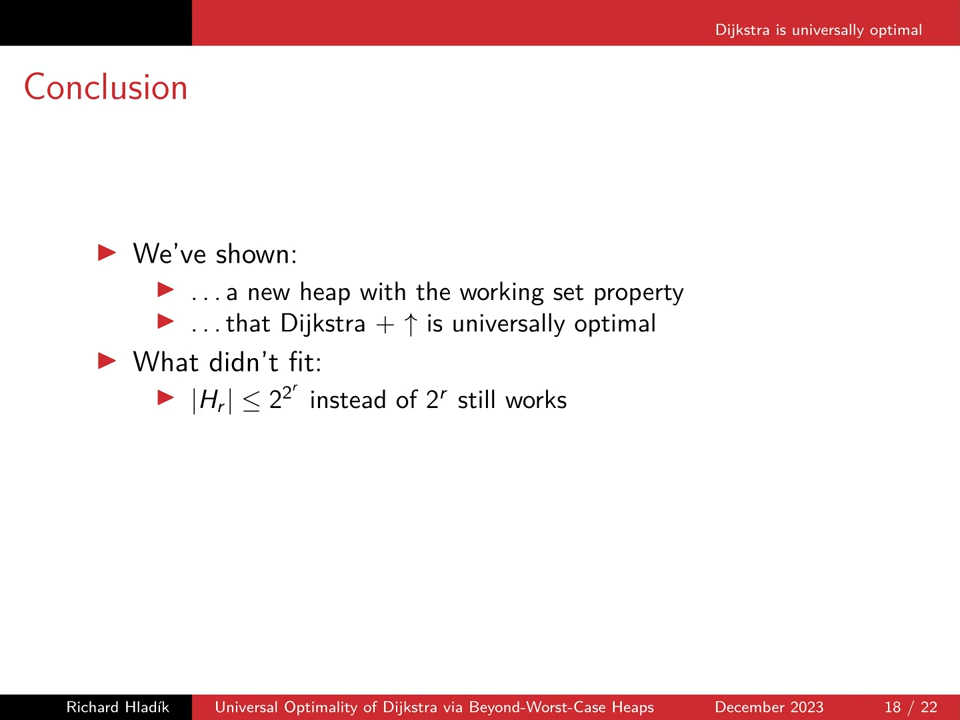 Dijkstra is universally optimal
Conclusion
▶ We've shown:
▶ ...a new heap with the working set property
▶ ...that Dijkstra + ↑ is universally optimal
▶ What didn't fit:
▶ |H_r| ≤ 2^{2^r} instead of 2^r still works
Richard Hladík Universal Optimality of Dijkstra via Beyond-Worst-Case Heaps December 2023 18 / 22